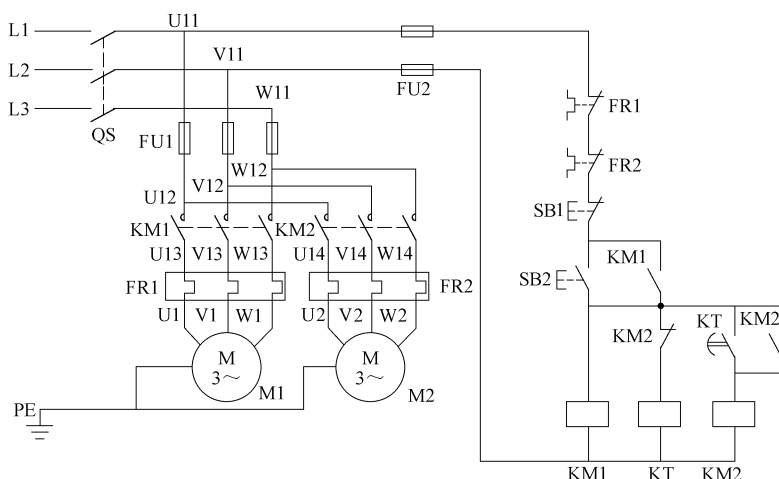 U11
L1
V11
L2
W11
FU2
L3
QS
FU1
FR1
FR2
W12
V12
U12
SB1
KM1
KM2
KM1
U13
V13
W13
U14
V14
W14
SB2
FR1
FR2
U1
V1
W1
U2
V2
W2
KM2
KT
KM2
M
3～
M1
M
3～
M2
PE
KM1
KT
KM2